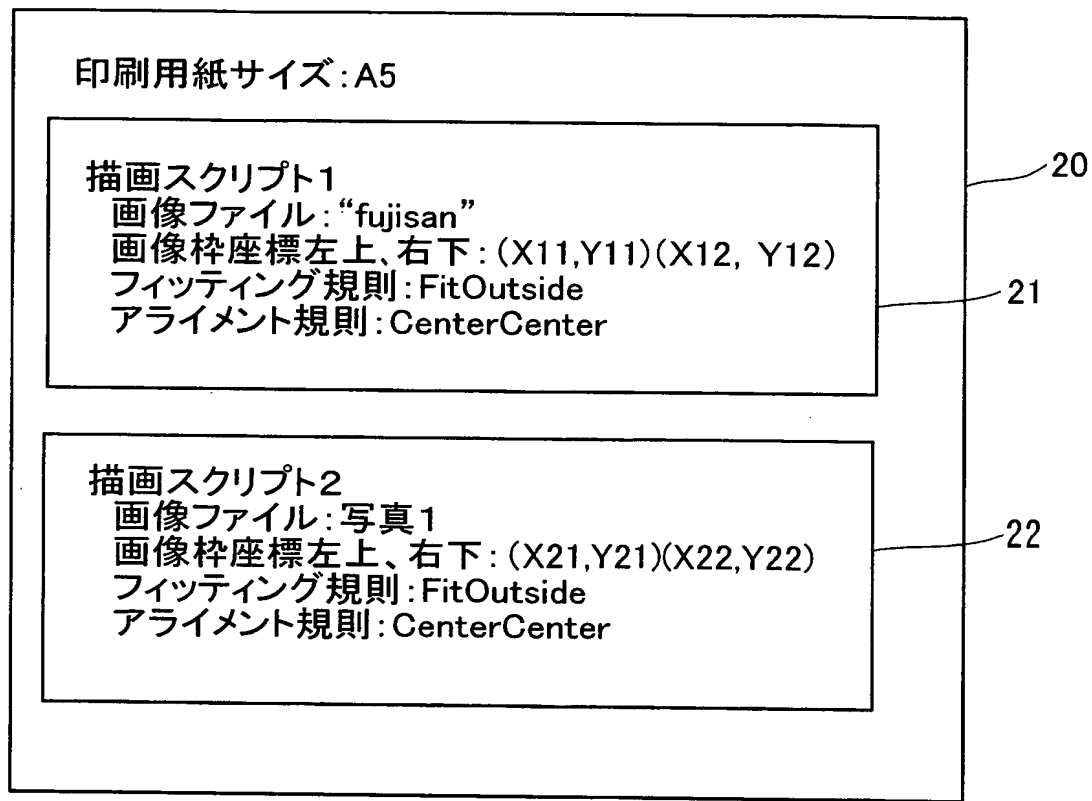 印刷用紙サイズ:A5
20
描画スクリプト1
画像ファイル:“fujisan”
画像枠座標左上、右下:(X11,Y11)(X12, Y12)
フィッティング規則:FitOutside
アライメント規則:CenterCenter
21
描画スクリプト2
画像ファイル:写真1
画像枠座標左上、右下:(X21,Y21)(X22,Y22)
フィッティング規則:FitOutside
アライメント規則:CenterCenter
22